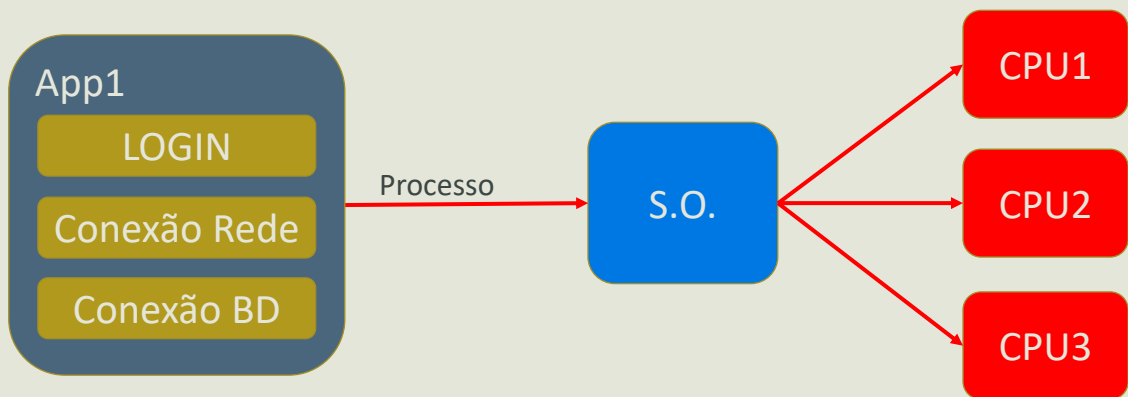 App1
LOGIN
Conexão Rede
Conexão BD
Processo
S.O.
CPU1
CPU2
CPU3